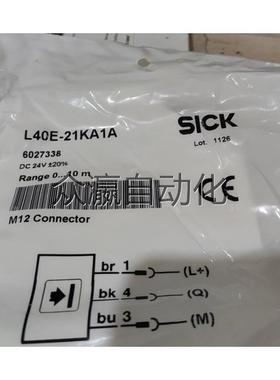 L40E-21KA1A
SICK
6027338
Lot. 1126
DC 24V ±20%
Range 0...10 m
众赢自动化
CE
M12 Connector
br 1 (L+)
bk 4 (Q)
bu 3 (M)